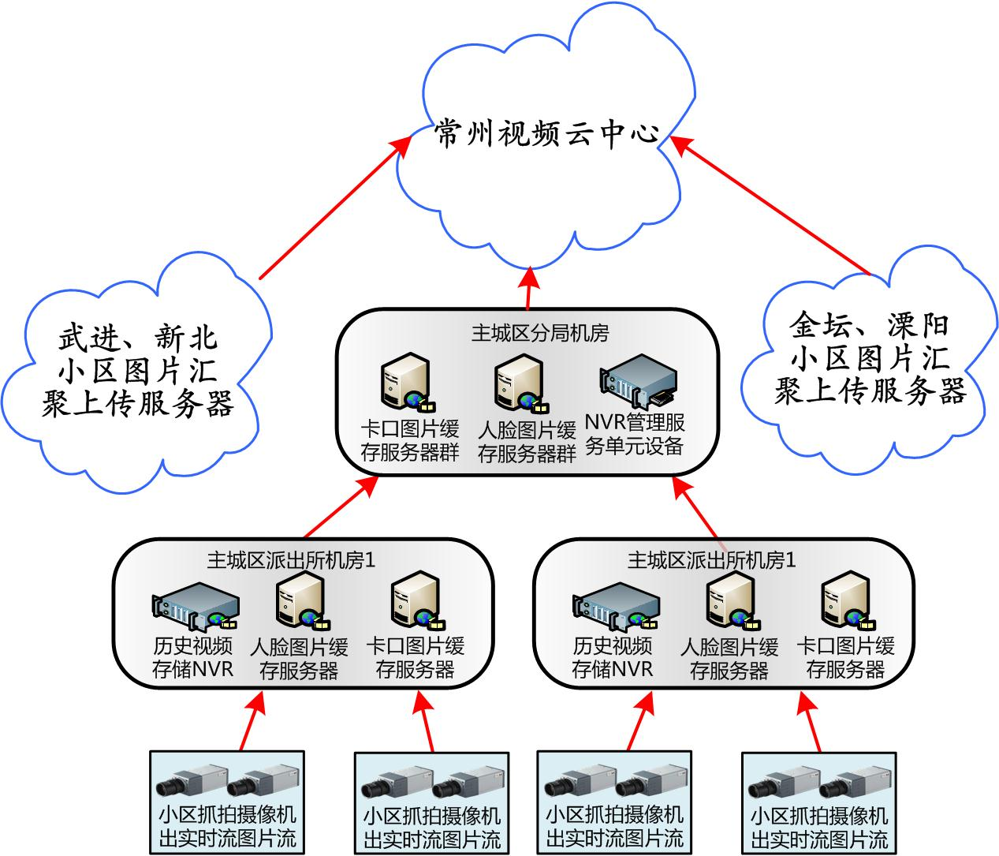 常州视频云中心
武进、新北
小区图片汇
聚上传服务器
金坛、溧阳
小区图片汇
聚上传服务器
主城区分局机房
卡口图片缓
存服务器群
人脸图片缓
存服务器群
NVR管理服
务单元设备
主城区派出所机房1
历史视频
存储NVR
人脸图片缓
存服务器
卡口图片缓
存服务器
主城区派出所机房1
历史视频
存储NVR
人脸图片缓
存服务器
卡口图片缓
存服务器
小区抓拍摄像机
出实时流图片流
小区抓拍摄像机
出实时流图片流
小区抓拍摄像机
出实时流图片流
小区抓拍摄像机
出实时流图片流